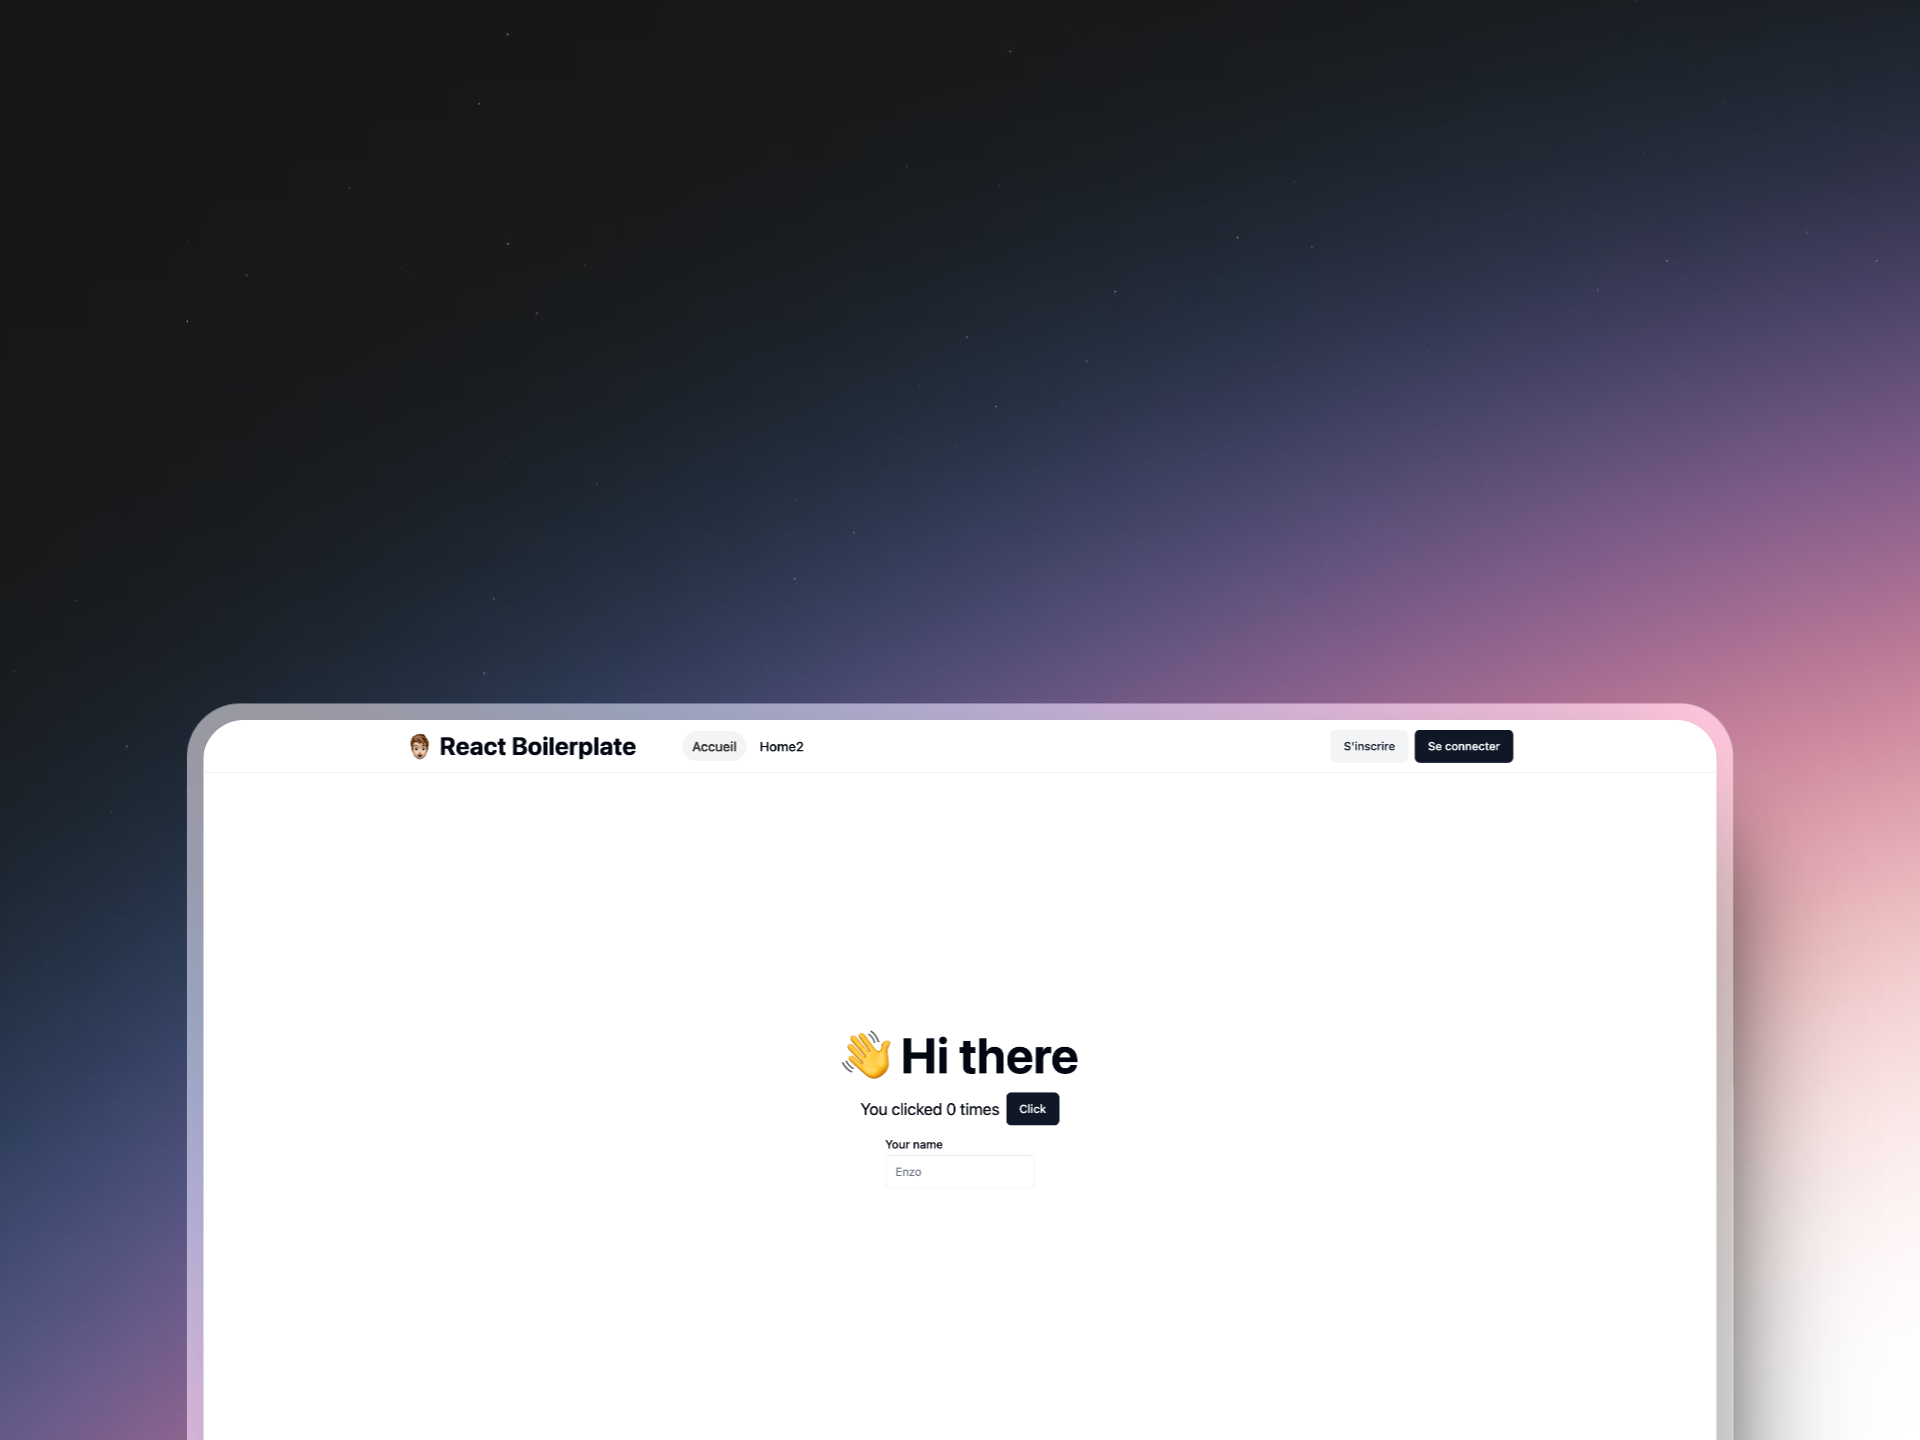 React Boilerplate Accueil Home2 S'inscrire Se connecter
Hi there
You clicked 0 times Click
Your name
Enzo